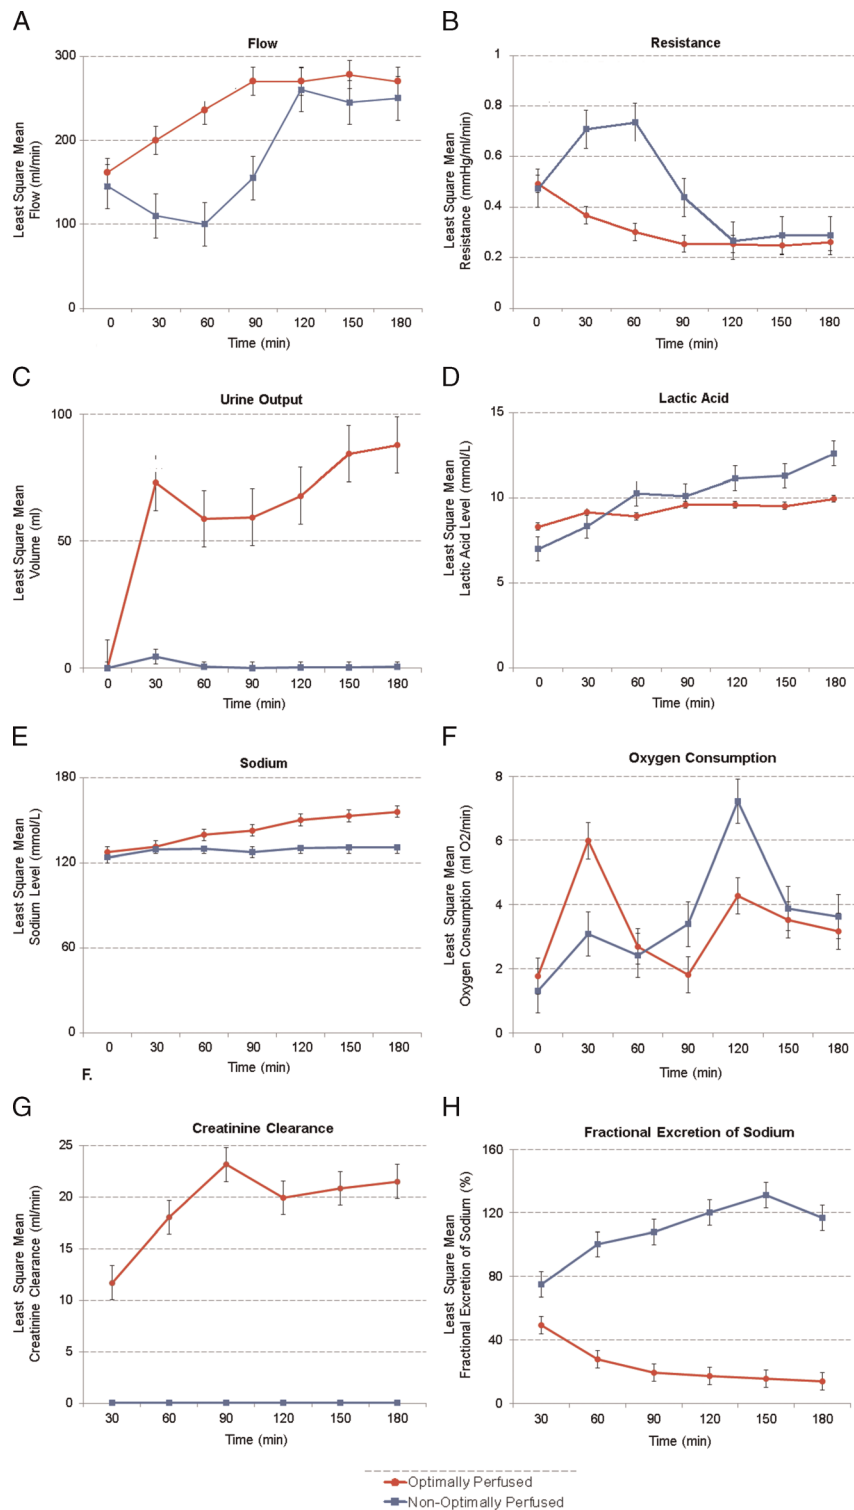 A
Flow
Least Square Mean
Flow (ml/min)
300
200
100
0
0 30 60 90 120 150 180
Time (min)
B
Resistance
Least Square Mean
Resistance (mmHg/ml/min)
1
0.8
0.6
0.4
0.2
0
0 30 60 90 120 150 180
Time (min)
C
Urine Output
Least Square Mean
Volume (ml)
100
50
0
0 30 60 90 120 150 180
Time (min)
D
Lactic Acid
Least Square Mean
Lactic Acid Level (mmol/L)
15
10
5
0
0 30 60 90 120 150 180
Time (min)
E
Sodium
Least Square Mean
Sodium Level (mmol/L)
180
120
60
0
0 30 60 90 120 150 180
Time (min)
F.
F
Oxygen Consumption
Least Square Mean
Oxygen Consumption (ml O2/min)
8
6
4
2
0
0 30 60 90 120 150 180
Time (min)
G
Creatinine Clearance
Least Square Mean
Creatinine Clearance (ml/min)
25
20
15
10
5
0
30 60 90 120 150 180
Time (min)
H
Fractional Excretion of Sodium
Least Square Mean
Fractional Excretion of Sodium (%)
160
120
80
40
0
30 60 90 120 150 180
Time (min)
Optimally Perfused
Non-Optimally Perfused